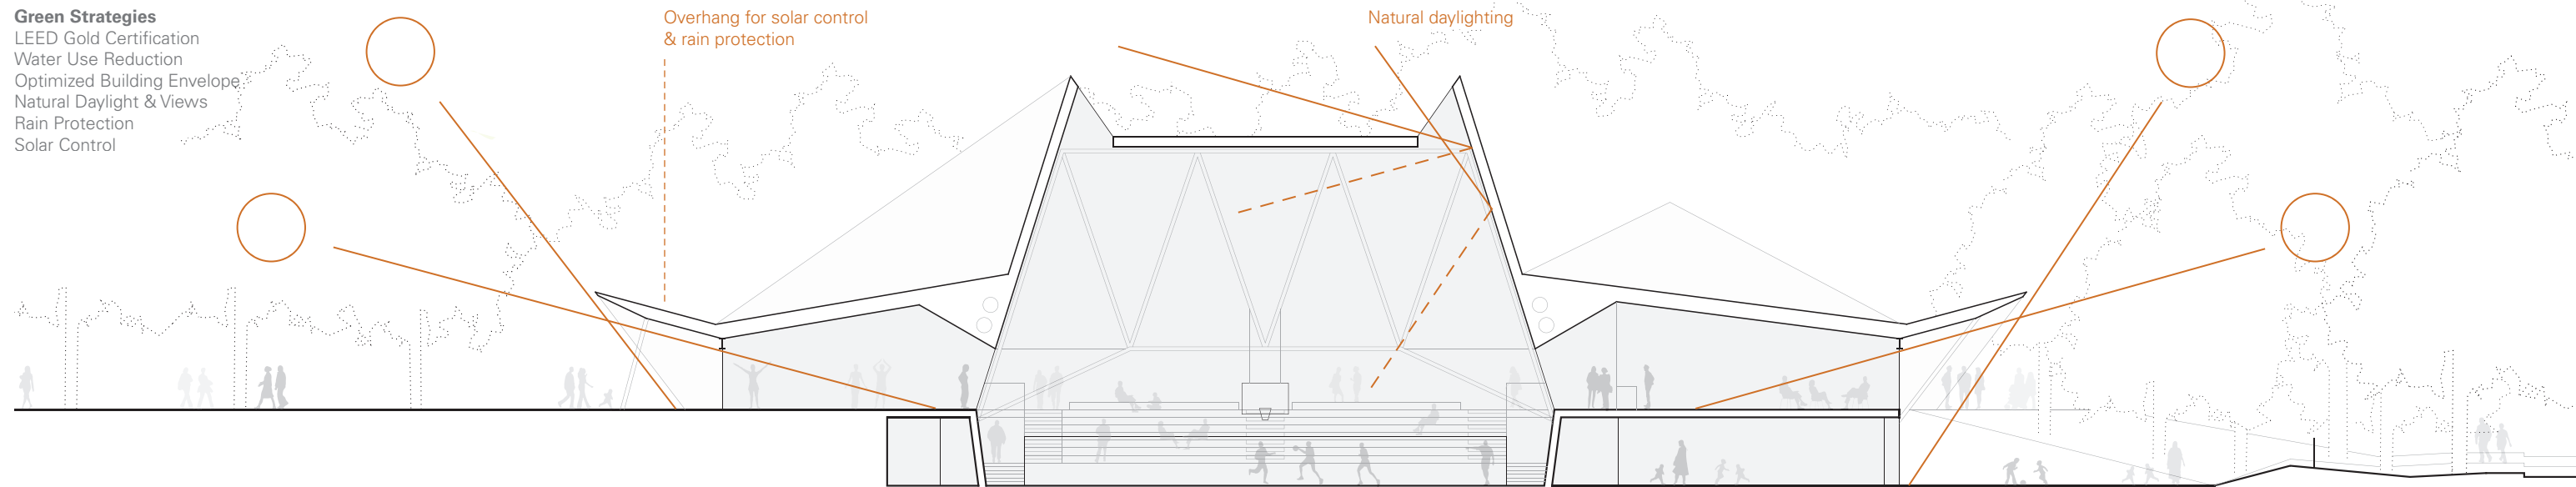 Green Strategies
LEED Gold Certification
Water Use Reduction
Optimized Building Envelope
Natural Daylight & Views
Rain Protection
Solar Control
Overhang for solar control
& rain protection
Natural daylighting